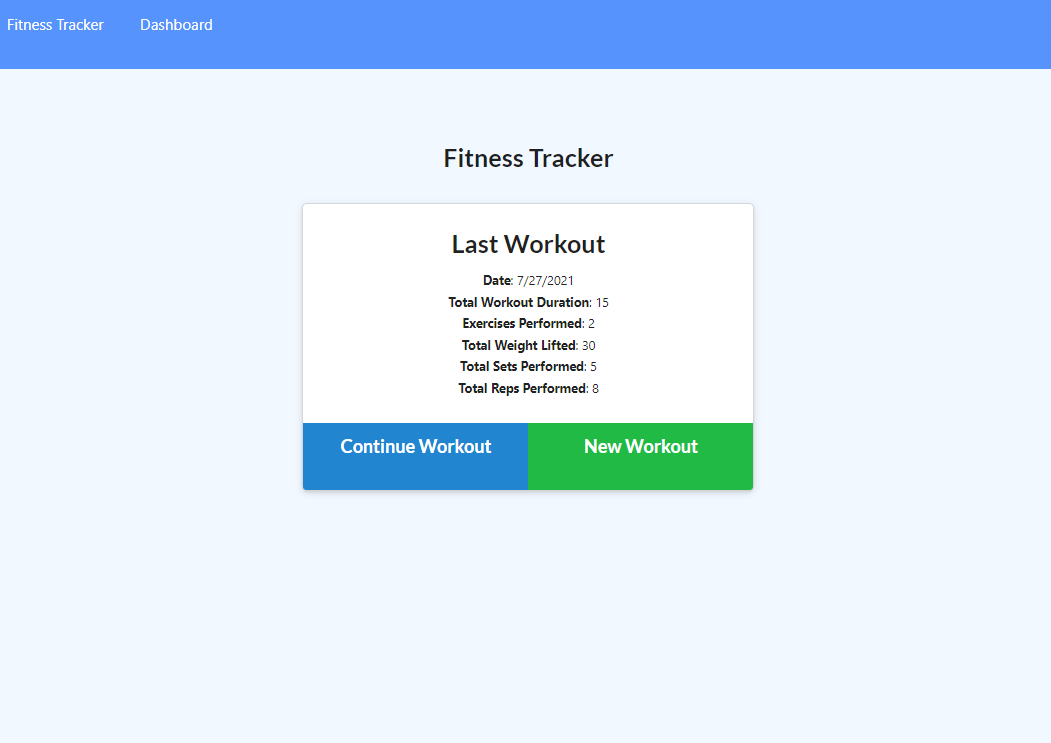 Fitness Tracker Dashboard
Fitness Tracker
Last Workout
Date: 7/27/2021
Total Workout Duration: 15
Exercises Performed: 2
Total Weight Lifted: 30
Total Sets Performed: 5
Total Reps Performed: 8
Continue Workout New Workout